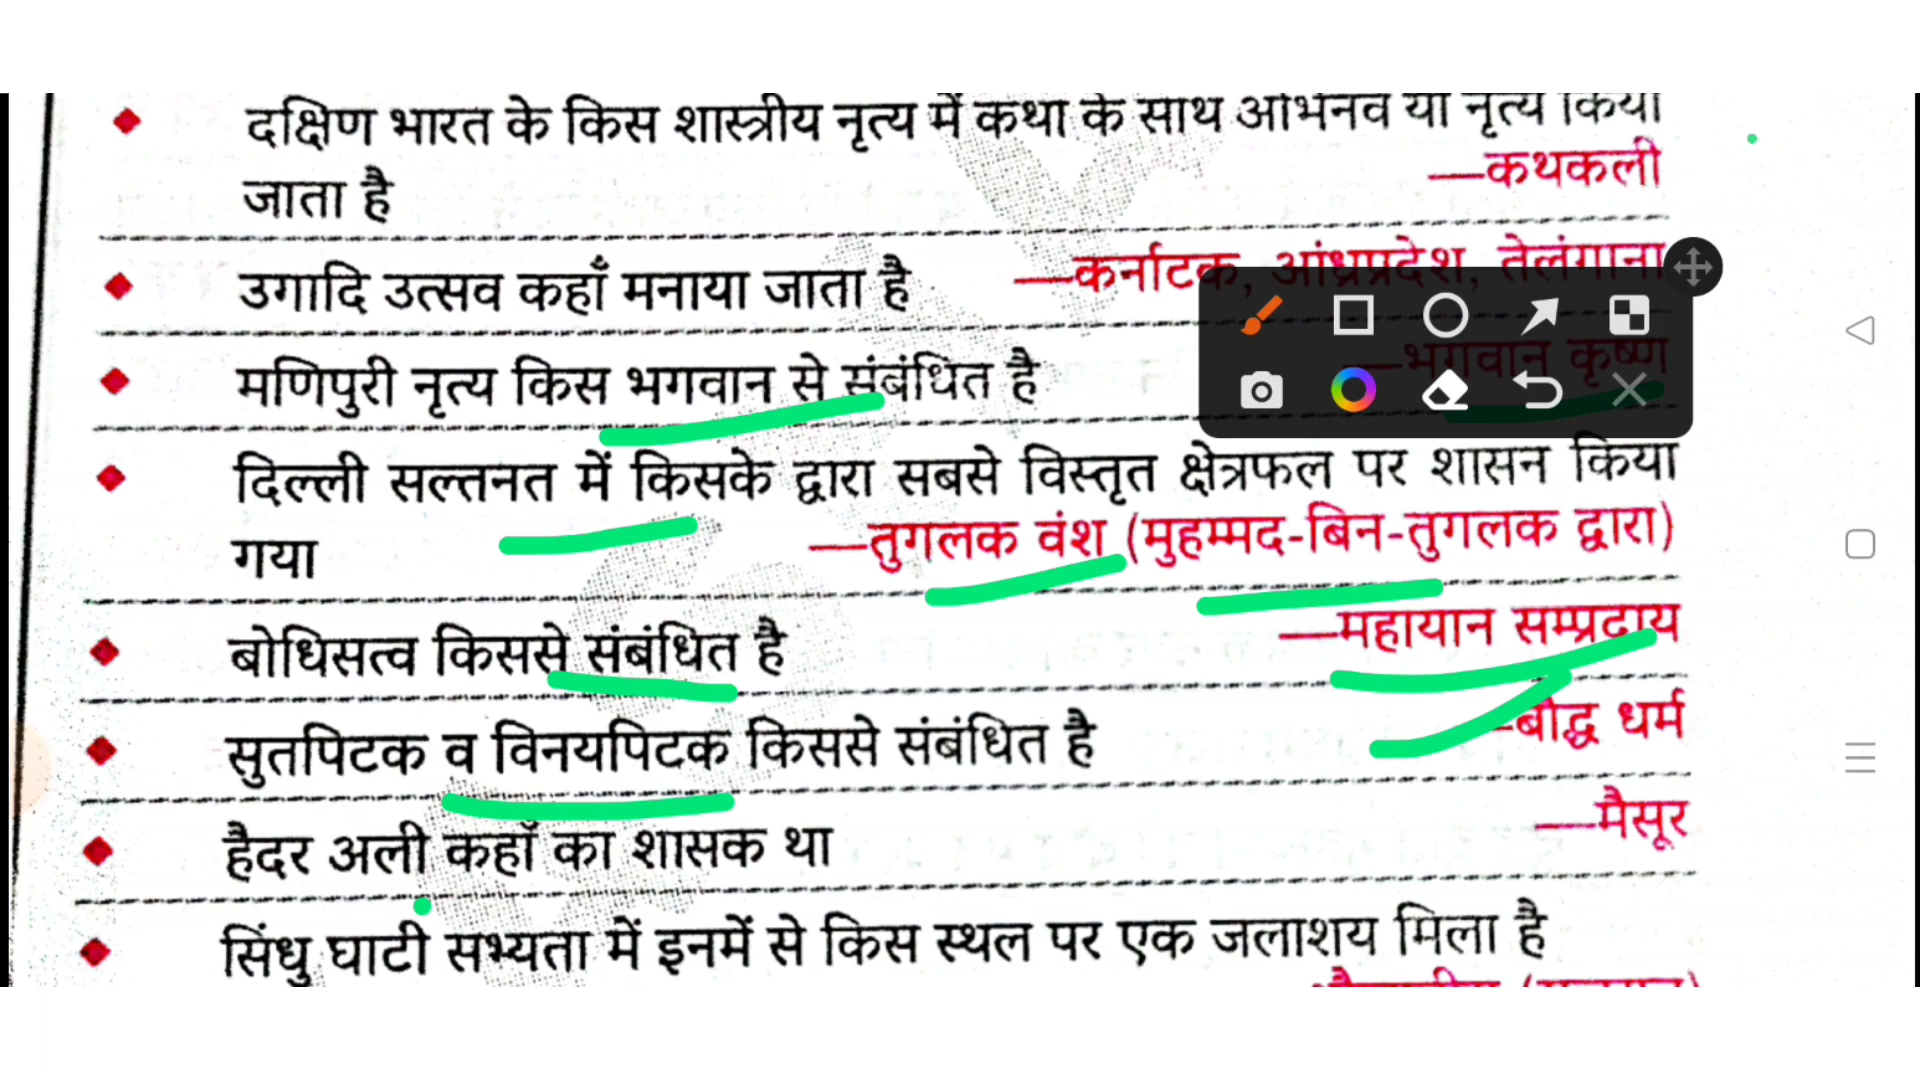 दक्षिण भारत के किस शास्त्रीय नृत्य में कथा के साथ अभिनव या नृत्य किया
जाता है —कथकली
उगादि उत्सव कहाँ मनाया जाता है —कर्नाटक, आंध्रप्रदेश, तेलंगाना
मणिपुरी नृत्य किस भगवान से संबंधित है —भगवान कृष्ण
दिल्ली सल्तनत में किसके द्वारा सबसे विस्तृत क्षेत्रफल पर शासन किया
गया —तुगलक वंश (मुहम्मद-बिन-तुगलक द्वारा)
बोधिसत्व किससे संबंधित है —महायान सम्प्रदाय
सुतपिटक व विनयपिटक किससे संबंधित है —बौद्ध धर्म
हैदर अली कहाँ का शासक था —मैसूर
सिंधु घाटी सभ्यता में इनमें से किस स्थल पर एक जलाशय मिला है